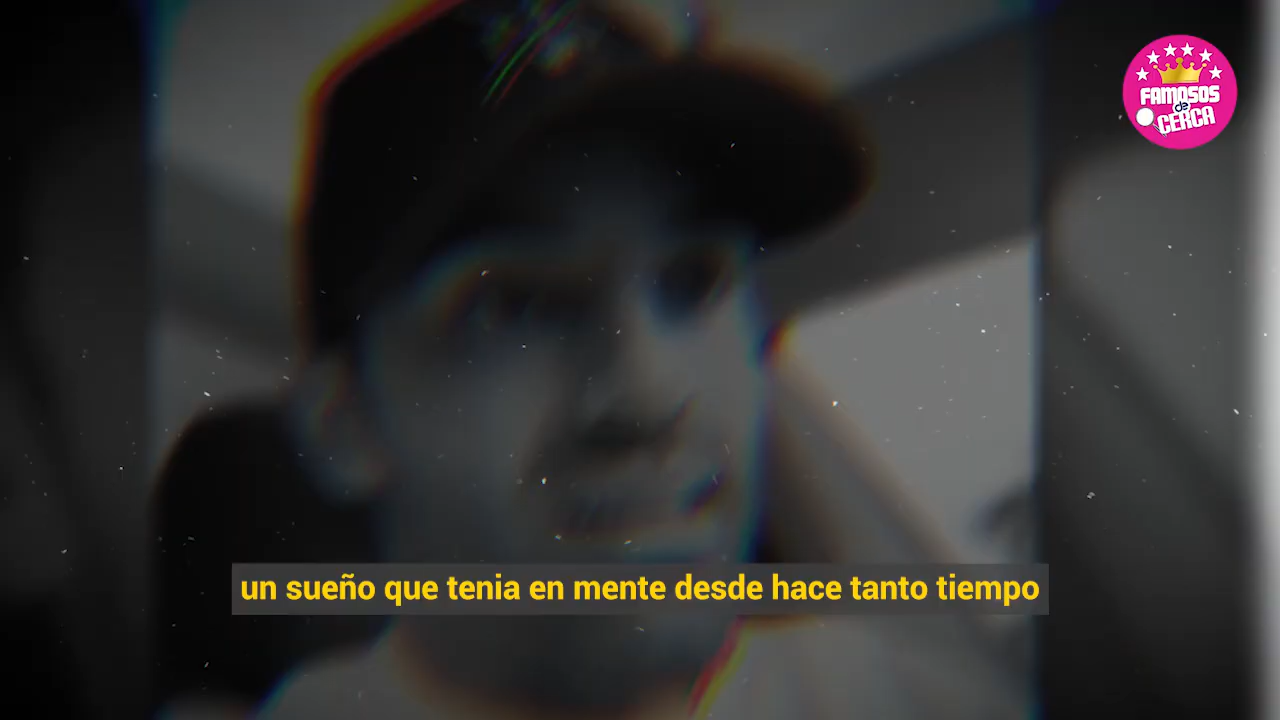 FAMOSOS
de
CERCA
un sueño que tenia en mente desde hace tanto tiempo